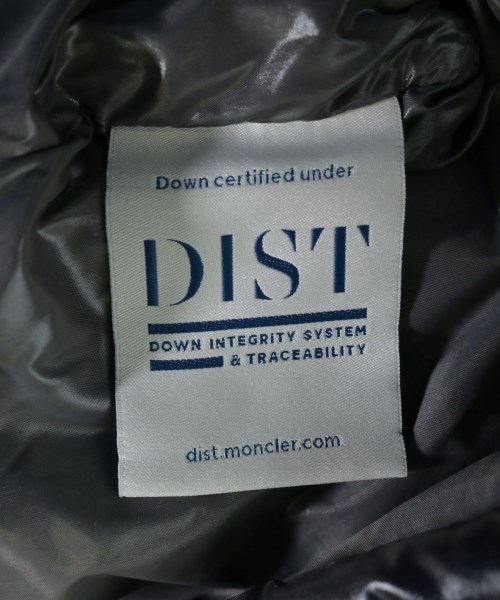 Down certified under
DIST
DOWN INTEGRITY SYSTEM
& TRACEABILITY
dist.moncler.com